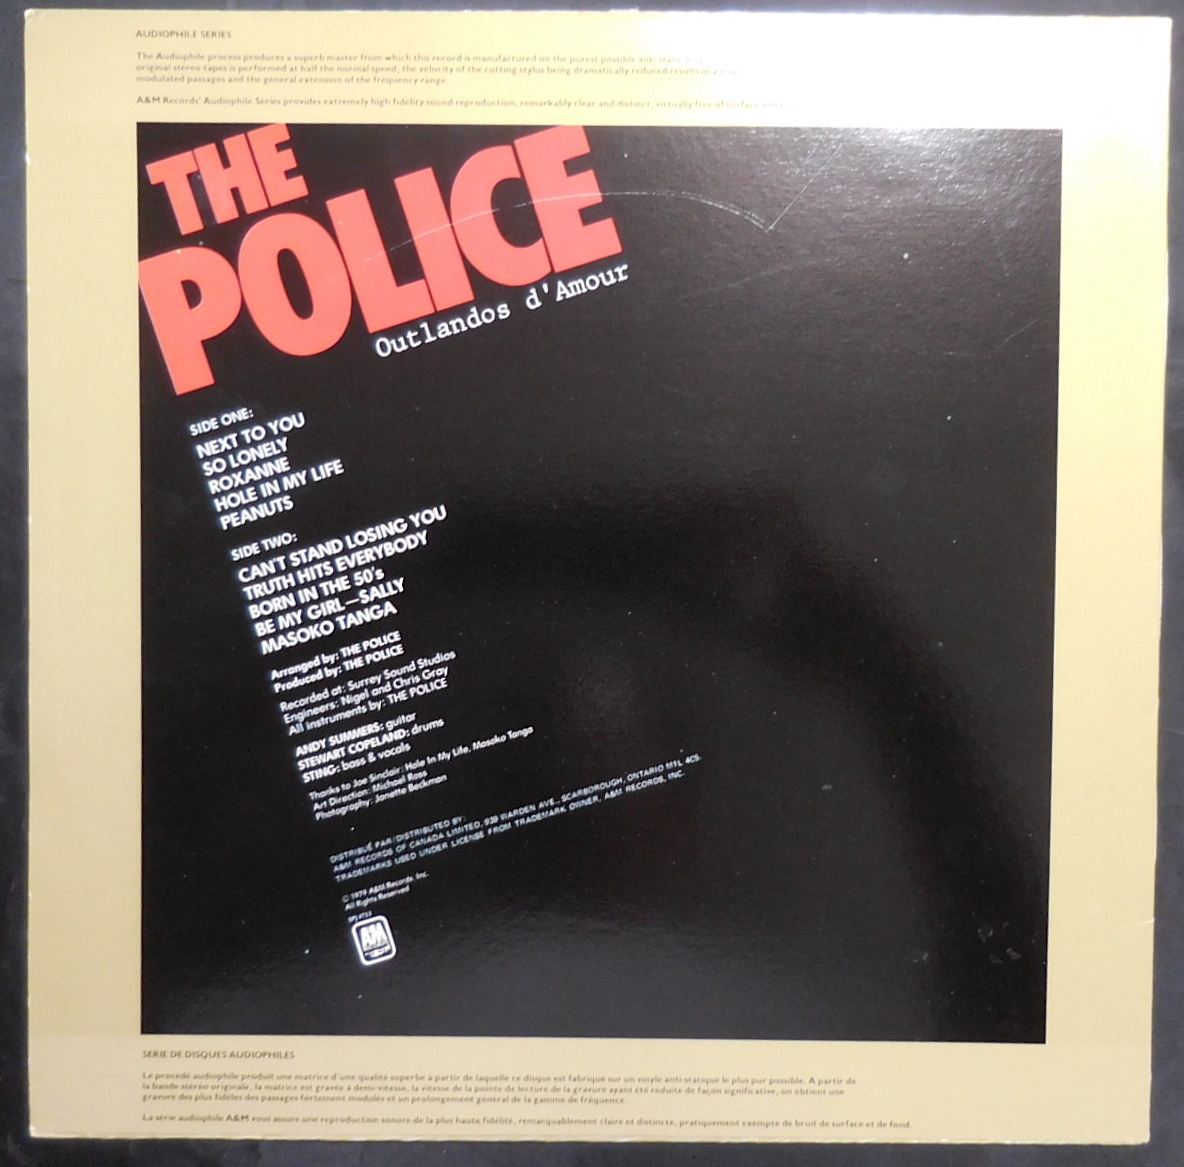 AUDIOPHILE SERIES
The Audiophile process produces a superb master from which this record is manufactured on the purest possible anti-static
original stereo tapes is performed at half the normal speed, the velocity of the cutting stylus being dramatically reduced results in a
modulated passages and the general extension of the frequency range.
A&M Records' Audiophile Series provides extremely high fidelity sound reproduction, remarkably clear and distinct, virtually free of surface and
THE
POLICE
Outlandos d'Amour
SIDE ONE:
NEXT TO YOU
SO LONELY
ROXANNE
HOLE IN MY LIFE
PEANUTS
SIDE TWO:
CAN'T STAND LOSING YOU
TRUTH HITS EVERYBODY
BORN IN THE 50's
BE MY GIRL—SALLY
MASOKO TANGA
Arranged by: THE POLICE
Produced by: THE POLICE
Recorded at: Surrey Sound Studios
Engineers: Nigel and Chris Gray
All Instruments by: THE POLICE
ANDY SUMMERS: guitar
STEWART COPELAND: drums
STING: bass & vocals
Thanks to Joe Sinclair: Hole In My Life, Masoko Tanga
Art Direction: Michael Ross
Photography: Janette Beckman
DISTRIBUÉ PAR/DISTRIBUTED BY:
A&M RECORDS OF CANADA LIMITED, 939 WARDEN AVE., SCARBOROUGH, ONTARIO M1L 4C5.
TRADEMARKS USED UNDER LICENSE FROM TRADEMARK OWNER, A&M RECORDS, INC.
© 1979 A&M Records, Inc.
All Rights Reserved
SPJ 4753
A&M
SERIE DE DISQUES AUDIOPHILES
Le procédé audiophile produit une matrice d'une qualité superbe à partir de laquelle ce disque est fabriqué sur un vinyle anti-statique le plus pur possible. A partir de
la bande stéréo originale, la matrice est gravée à demi-vitesse, la vitesse de la pointe de lecture de la gravure ayant été reduite de façon significative, on obtient une
gravure des plus fidèles des passages fortement modulés et un prolongement général de la gamme de fréquence.
La série audiophile A&M vous assure une reproduction sonore de la plus haute fidélité, remarquablement claire et distincte, pratiquement exempte de bruit de surface et de fond.